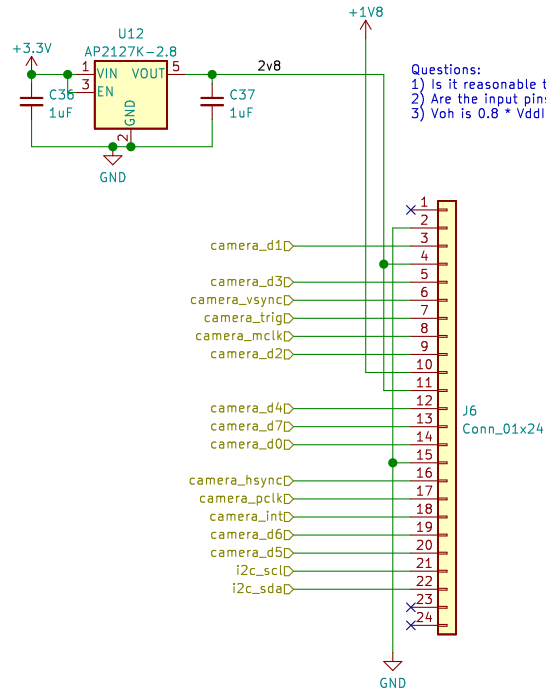 +1V8
U12
AP2127K-2.8
+3.3V
1 VIN VOUT 5
2v8
3 EN
GND
2
C36
1uF
C37
1uF
GND
Questions:
1) Is it reasonable t
2) Are the input pins
3) Voh is 0.8 * VddI
1
2
camera_d1 3
4
camera_d3 5
camera_vsync 6
camera_trig 7
camera_mclk 8
camera_d2 9
10
11
camera_d4 12
camera_d7 13
camera_d0 14
15
camera_hsync 16
camera_pclk 17
camera_int 18
camera_d6 19
camera_d5 20
i2c_scl 21
i2c_sda 22
23
24
J6
Conn_01x24
GND